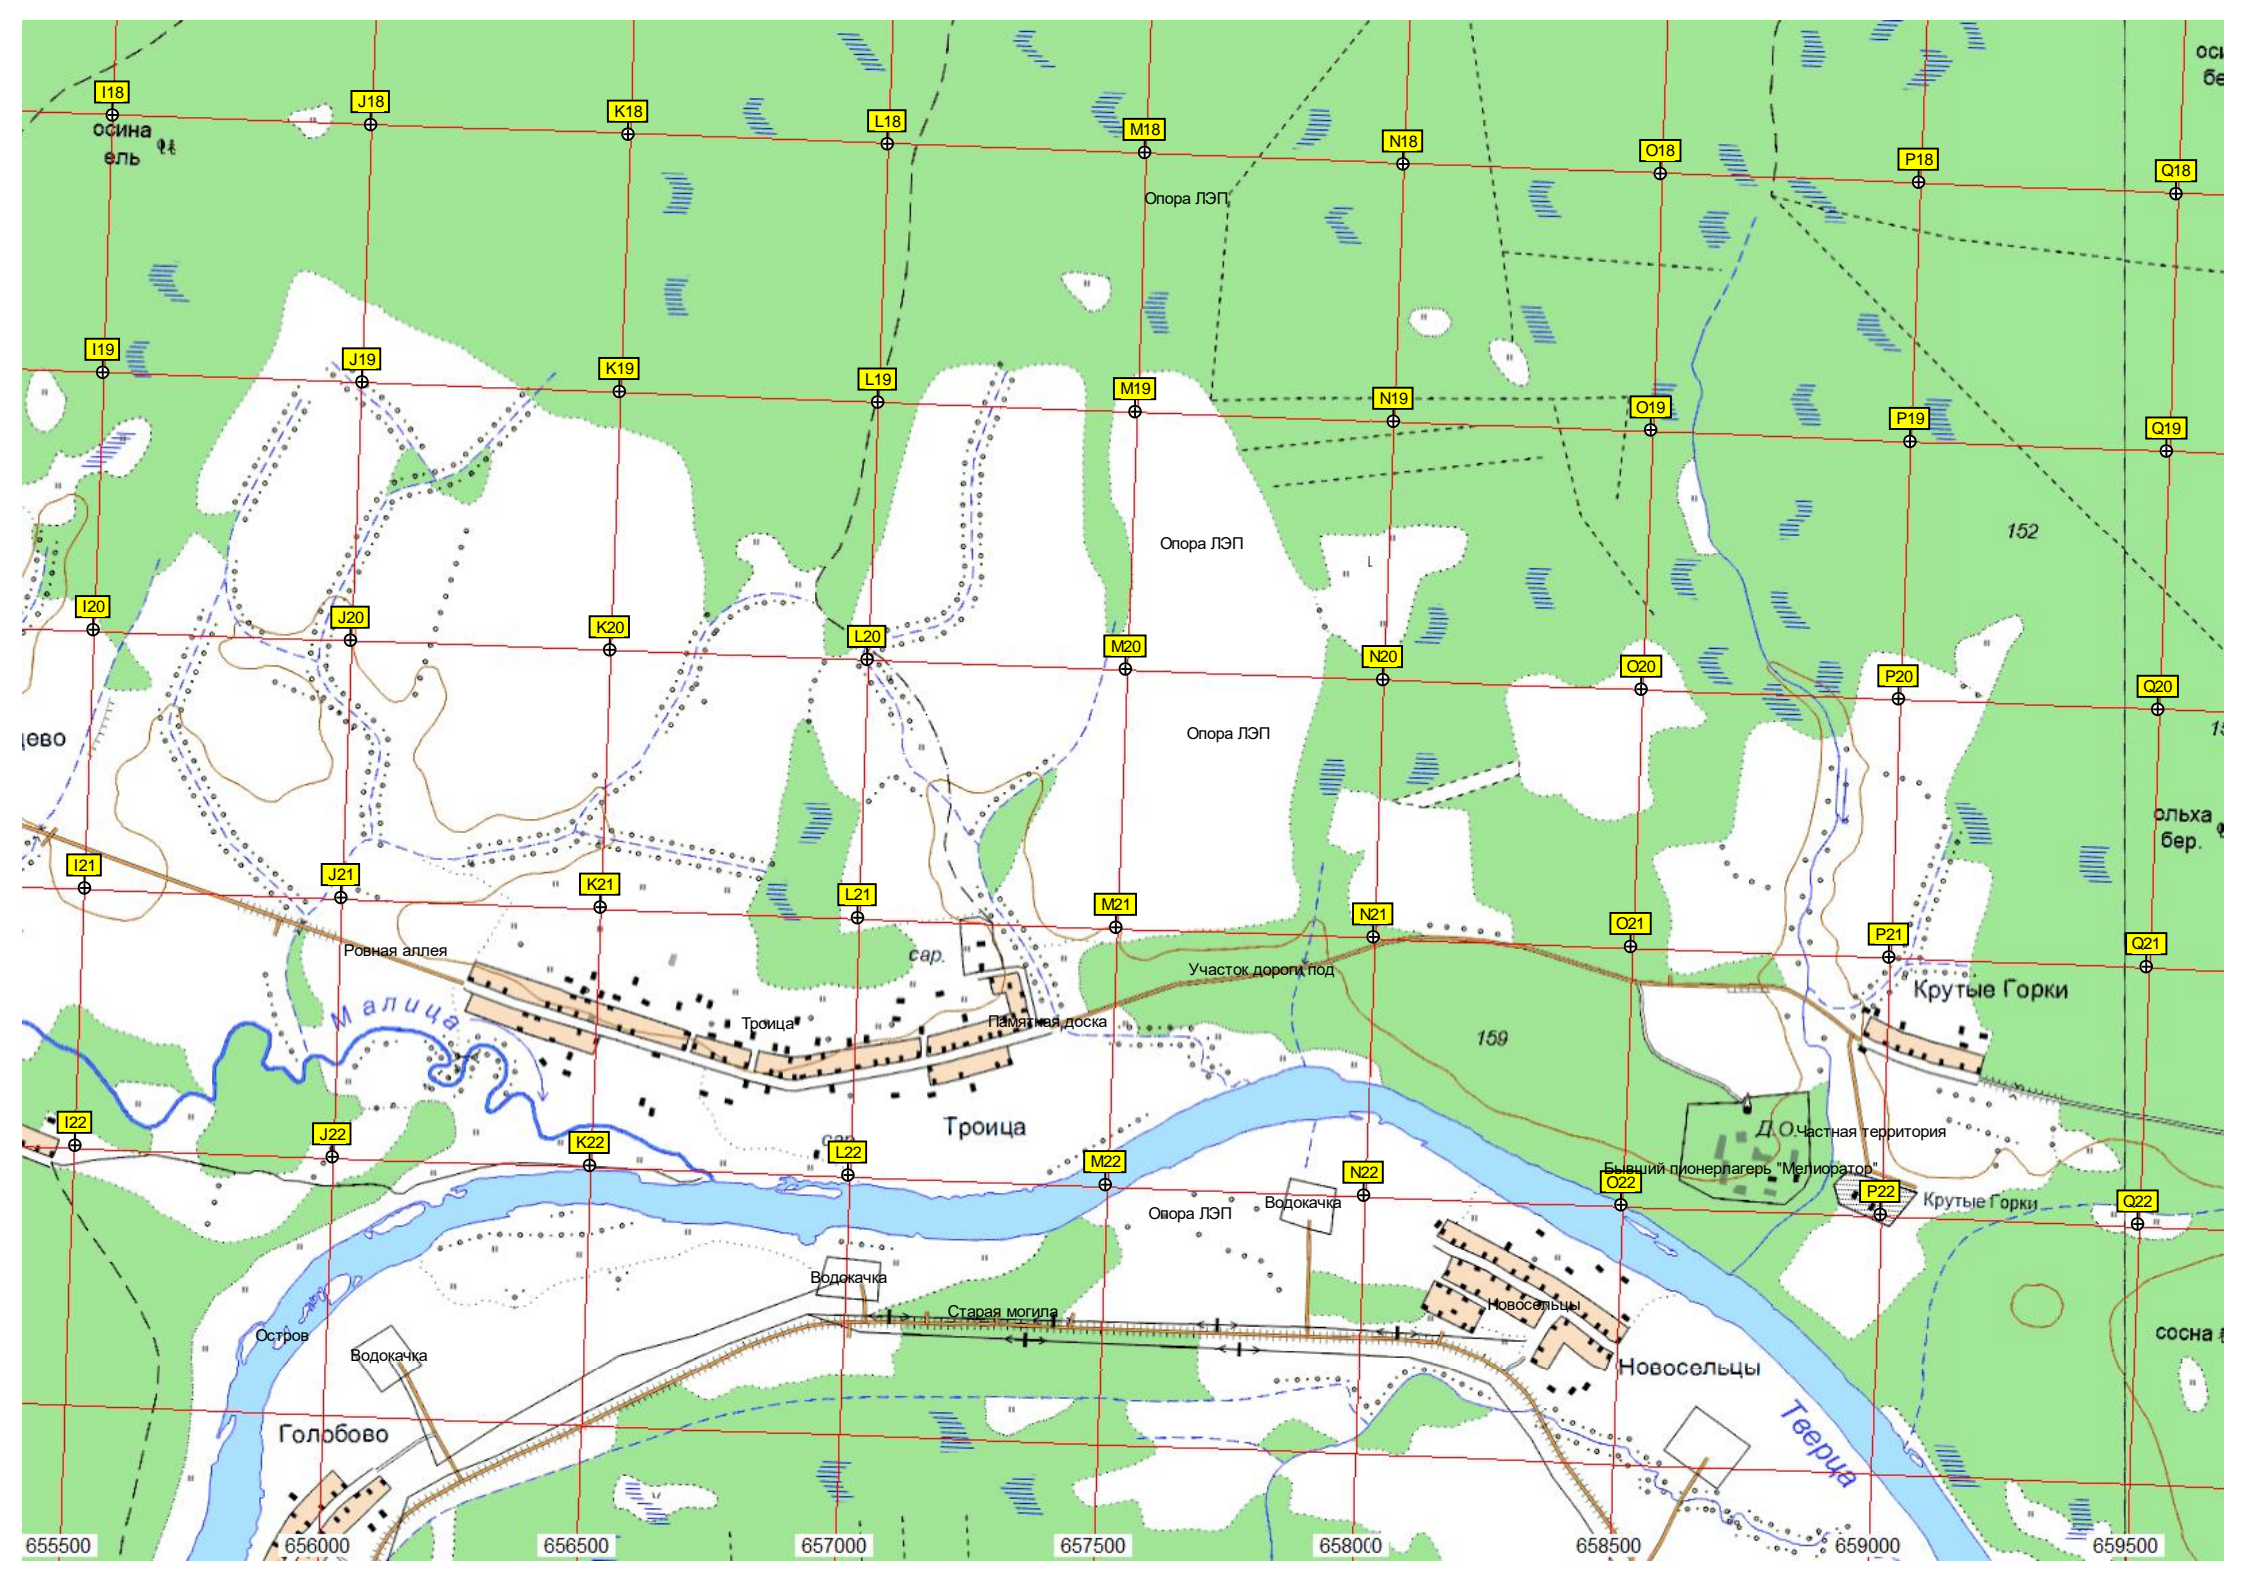 I18
J18
K18
L18
M18
N18
O18
P18
Q18
осина
ель
Опора ЛЭП
I19
J19
K19
L19
M19
N19
O19
P19
Q19
152
Опора ЛЭП
I20
J20
K20
L20
M20
N20
O20
P20
Q20
Опора ЛЭП
ольха
бер.
I21
J21
K21
L21
M21
N21
O21
P21
Q21
Ровная аллея
сар.
Участок дороги под
Крутые Горки
Малица
Троица
Памятная доска
159
Троица
Д.О.
Частная территория
сар.
Бывший пионерлагерь "Мелиоратор"
I22
J22
K22
L22
M22
N22
O22
P22
Q22
Крутые Горки
Водокачка
Опора ЛЭП
Водокачка
Старая могила
Новосельцы
Остров
Водокачка
сосна
Новосельцы
Тверца
Голобово
655500
656000
656500
657000
657500
658000
658500
659000
659500